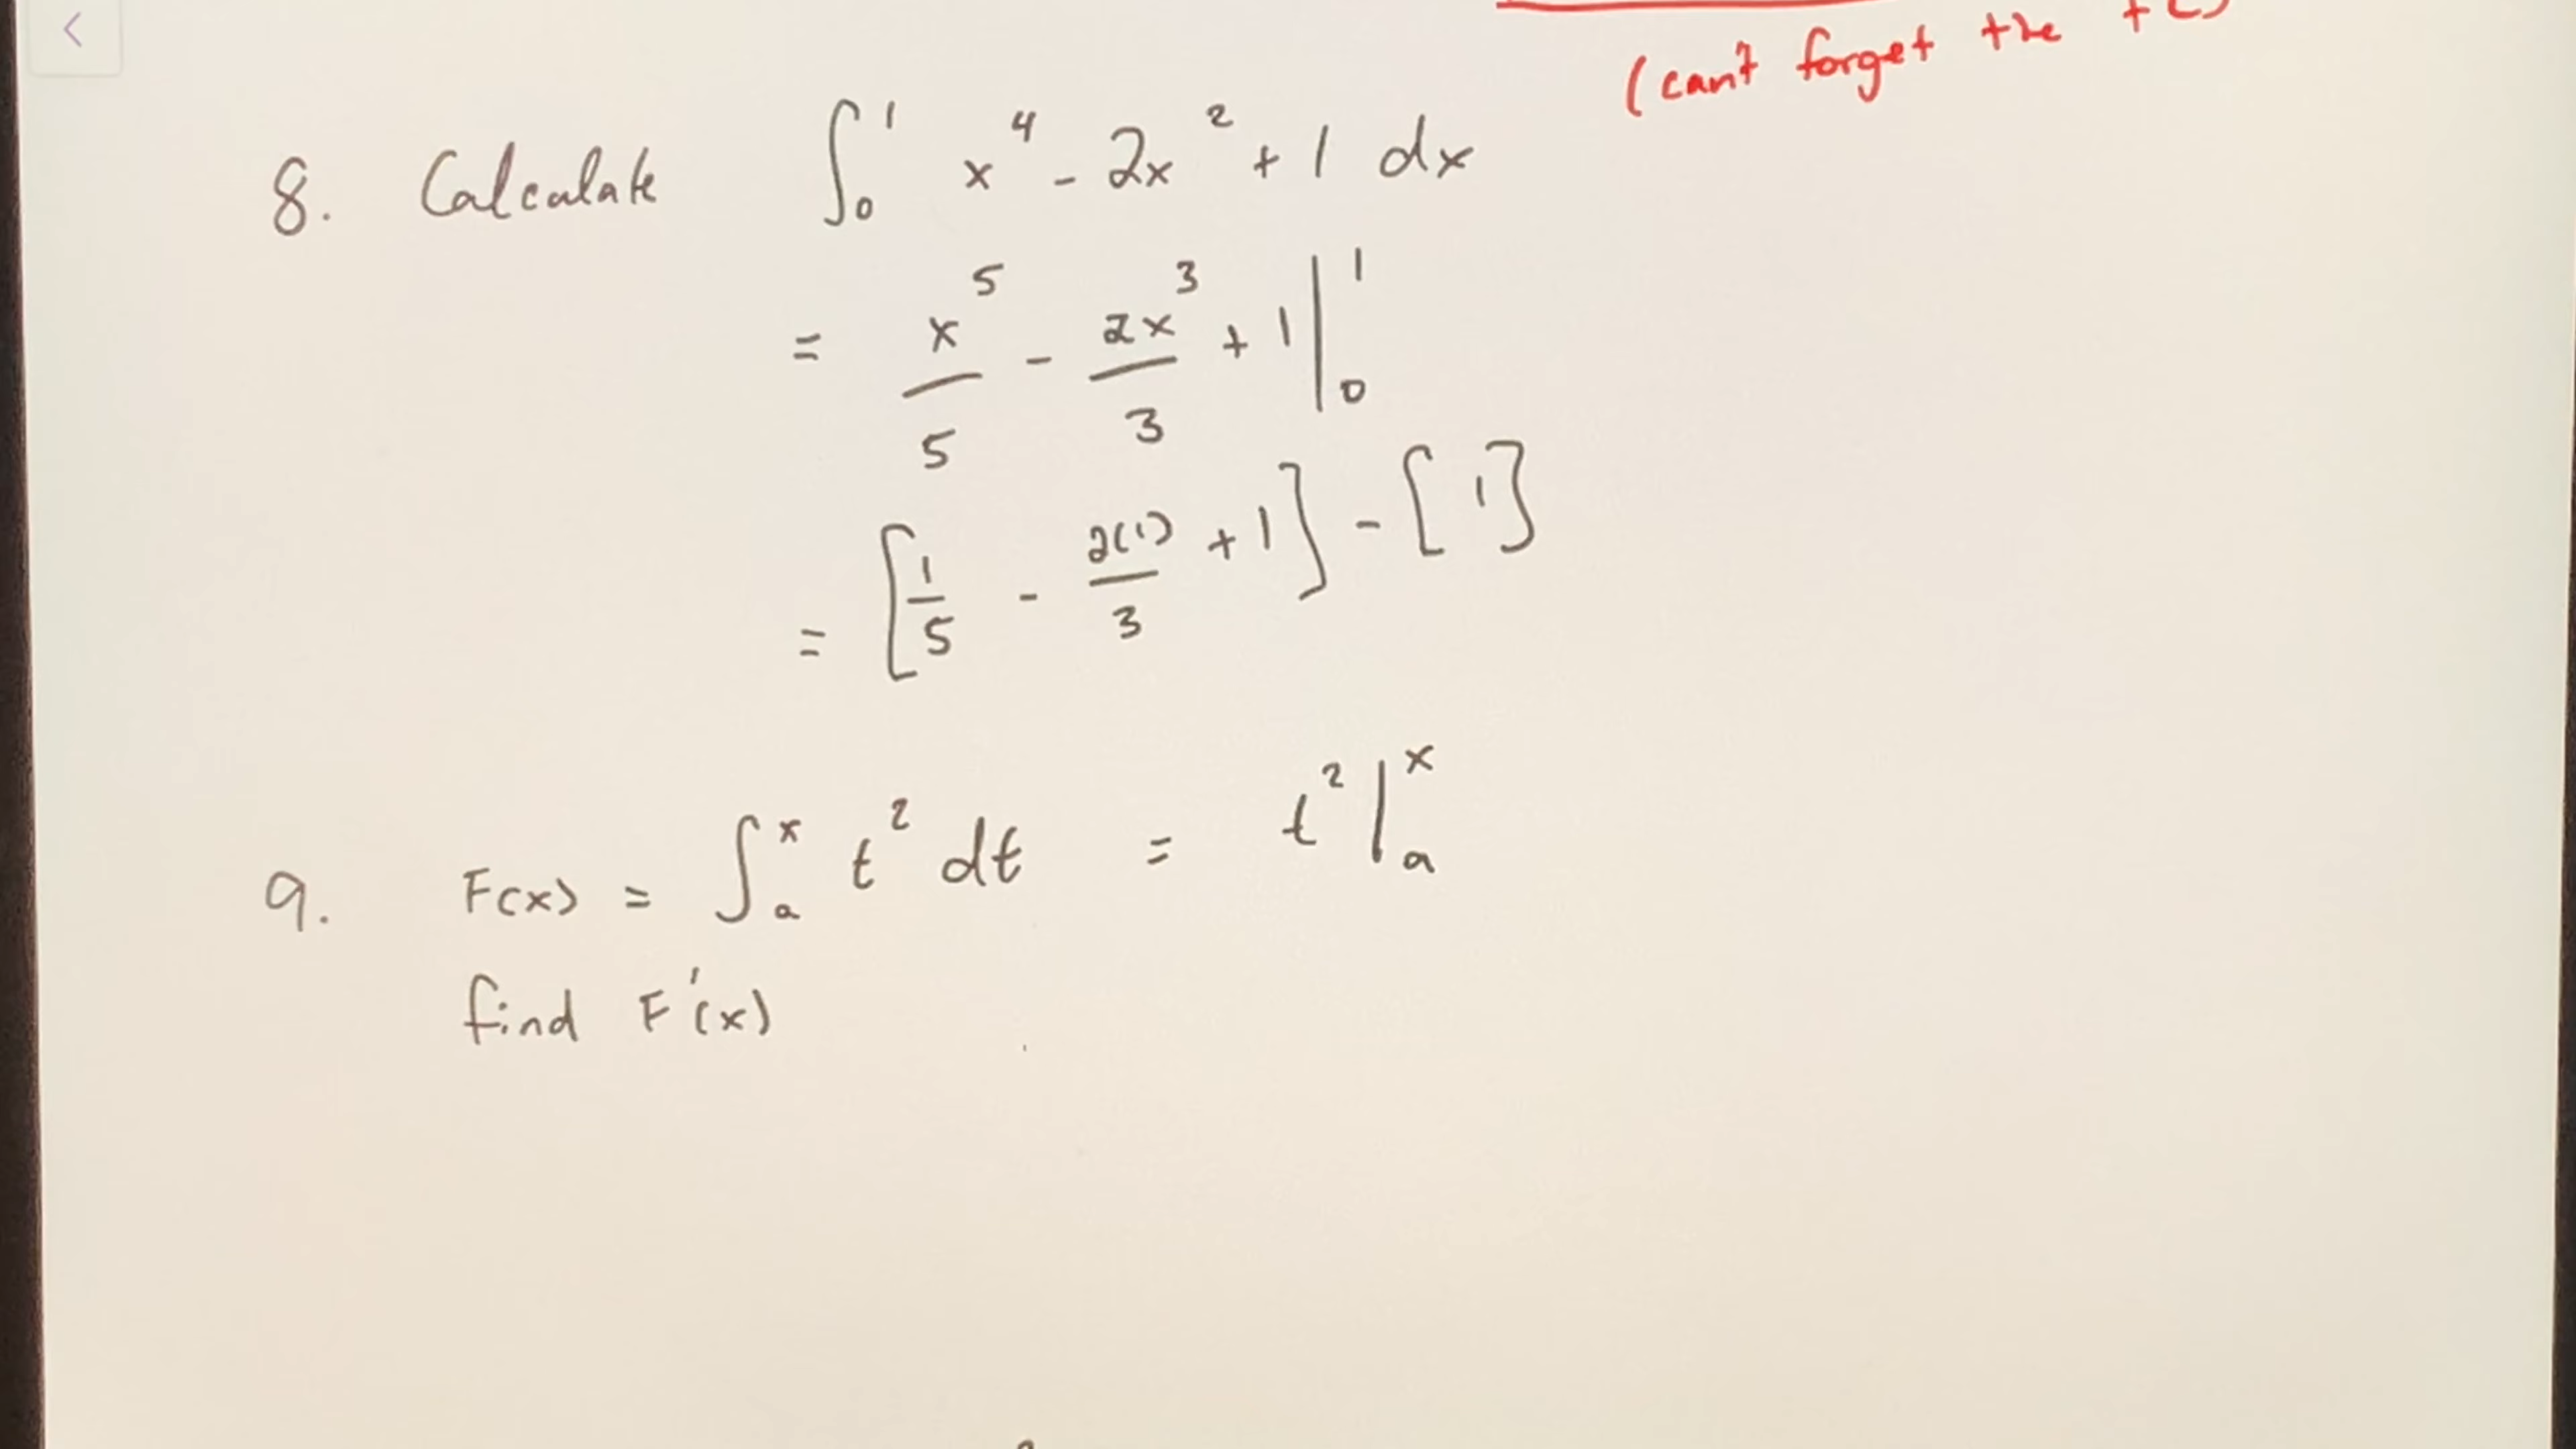 (can't forget the +C)
8. Calculate ∫₀¹ x⁴ - 2x² + 1 dx
= x⁵/5 - 2x³/3 + 1 |₀¹
= [1/5 - 2(1)/3 + 1] - [1]
9. F(x) = ∫ₐˣ t² dt = t² |ₐˣ
find F'(x)